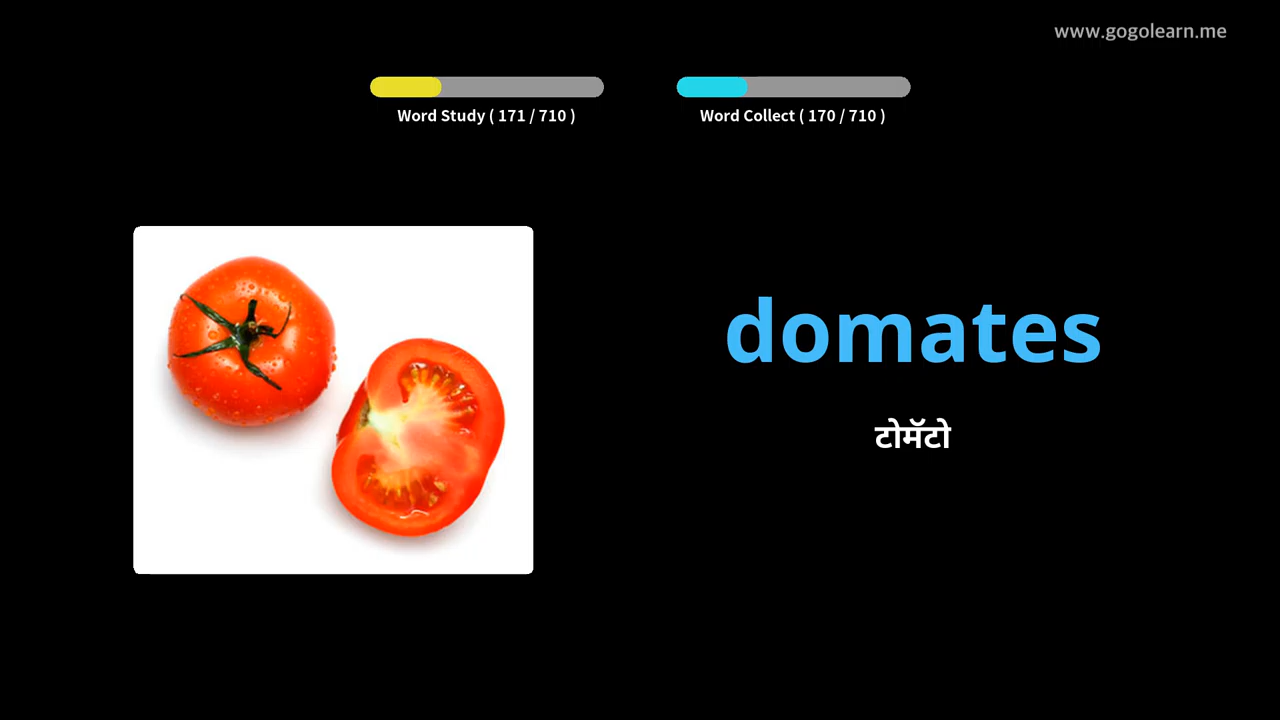 www.gogolearn.me
Word Study ( 171 / 710 )
Word Collect ( 170 / 710 )
domates
टोमॅटो